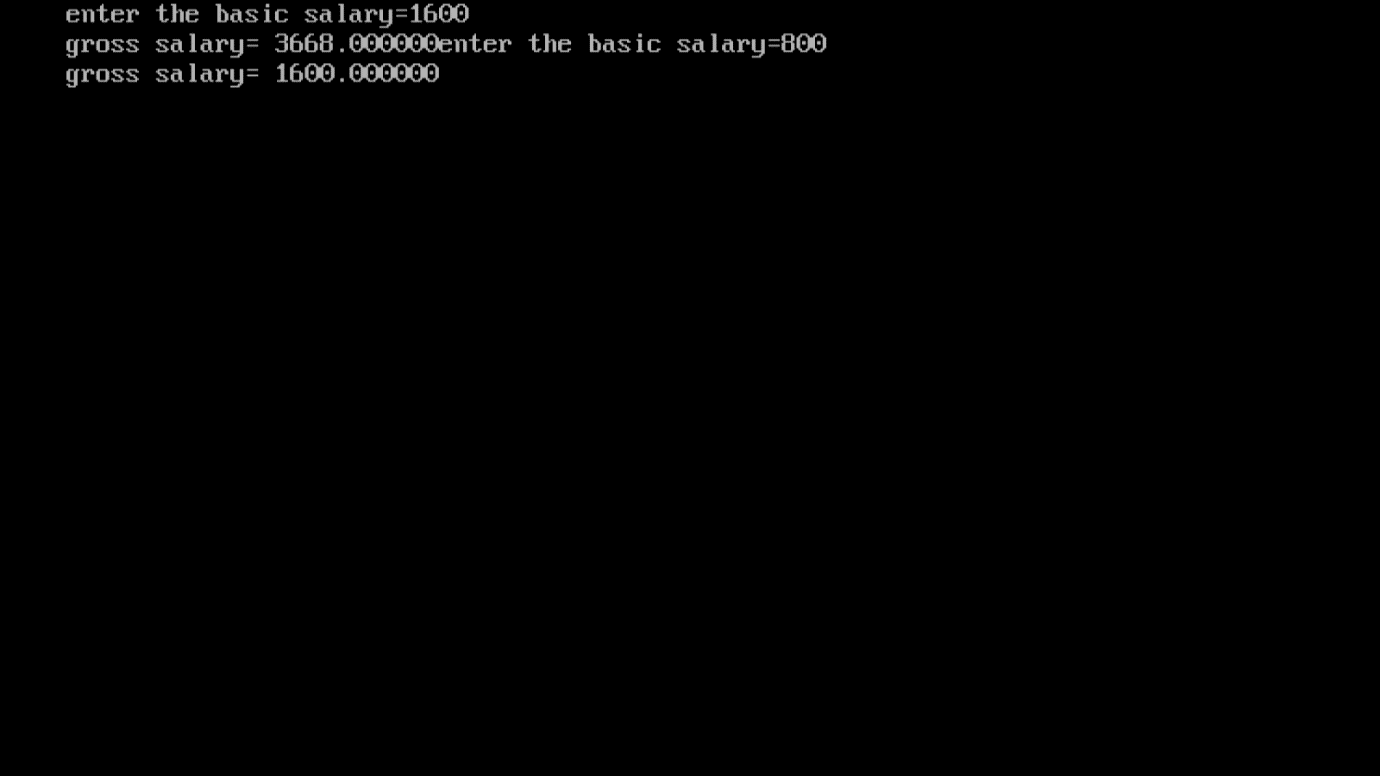 enter the basic salary=1600
gross salary= 3668.000000enter the basic salary=800
gross salary= 1600.000000